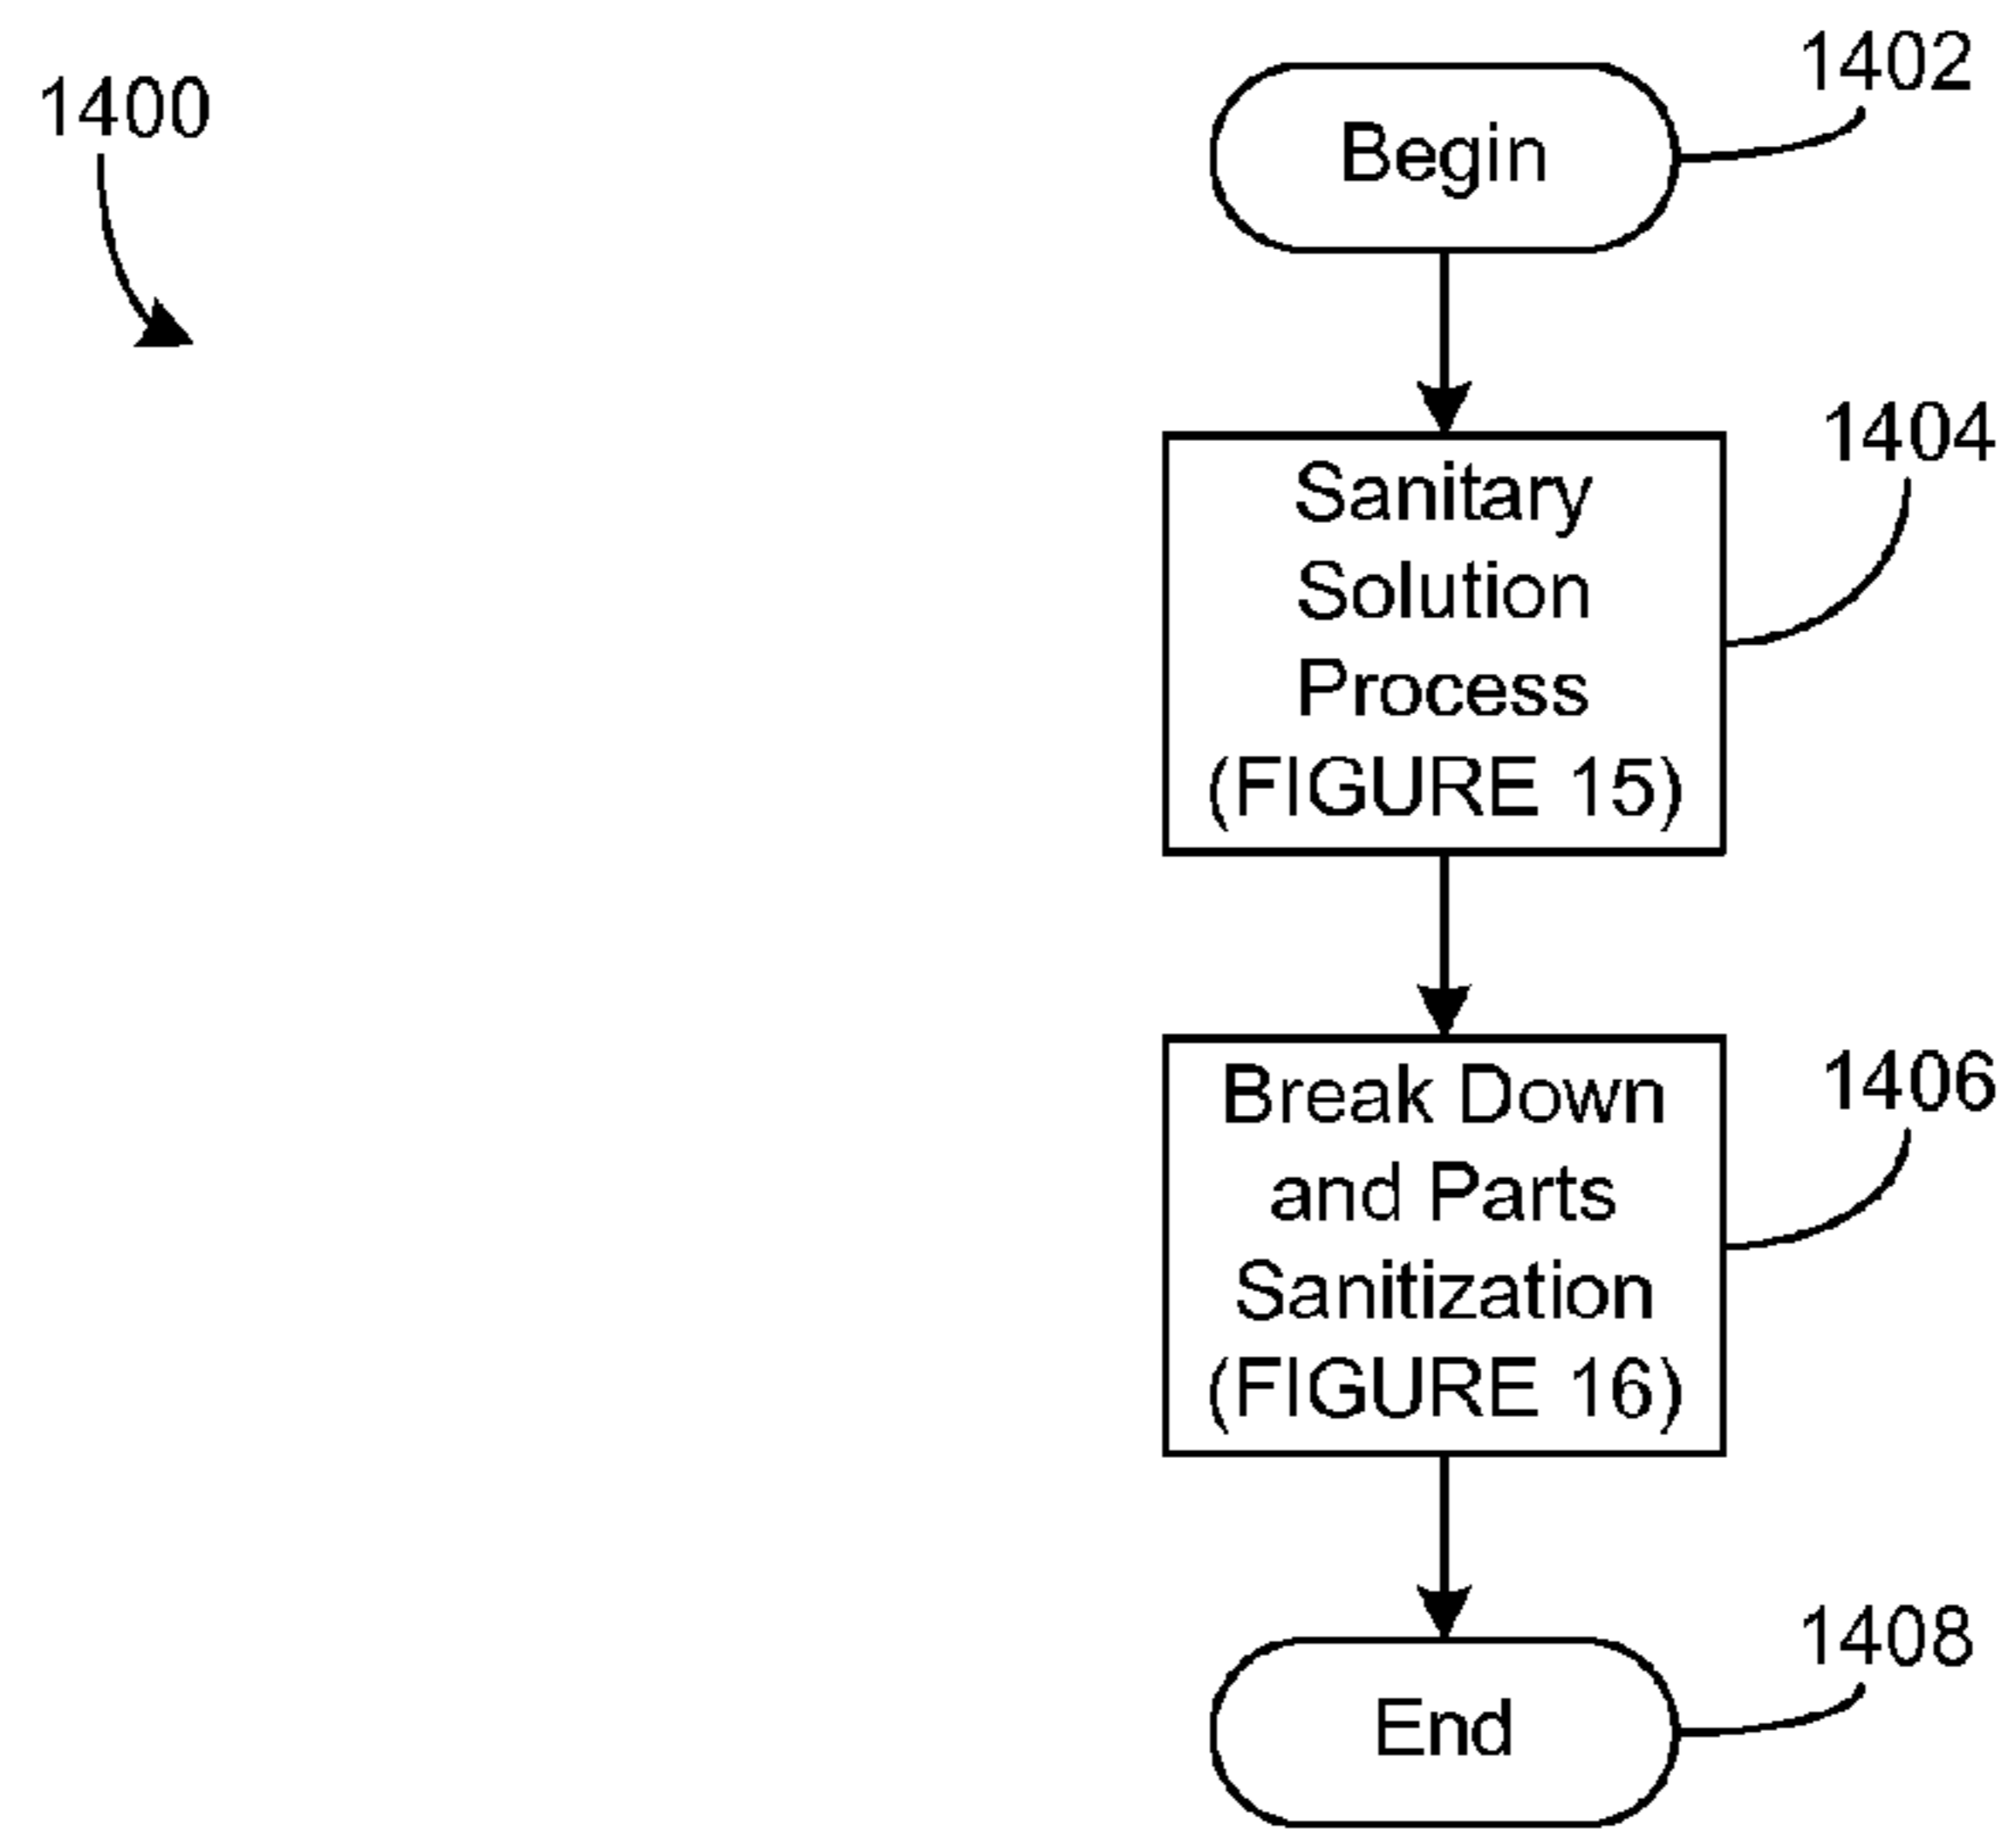 1400
1402
Begin
1404
Sanitary
Solution
Process
(FIGURE 15)
1406
Break Down
and Parts
Sanitization
(FIGURE 16)
1408
End